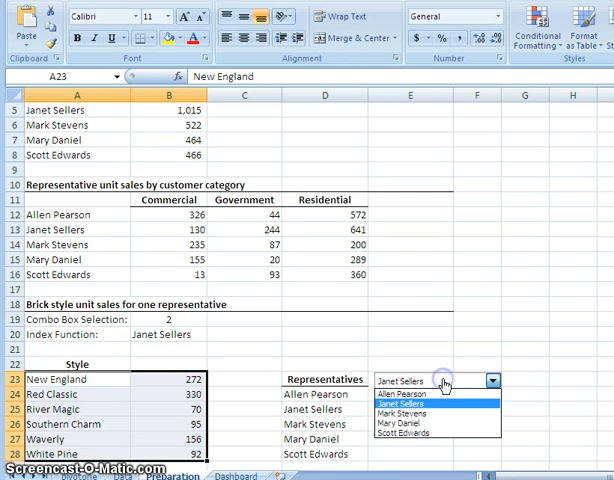 Calibri 11 A A Wrap Text General
Paste B I U A Merge & Center $ % , .0 .00 .00 .0 Conditional Formatting Format as Table
Clipboard Font Alignment Number Styles
A23 fx New England
A B C D E F G H
5 Janet Sellers 1,015
6 Mark Stevens 522
7 Mary Daniel 464
8 Scott Edwards 466
9
10 Representative unit sales by customer category
11 Commercial Government Residential
12 Allen Pearson 326 44 572
13 Janet Sellers 130 244 641
14 Mark Stevens 235 87 200
15 Mary Daniel 155 20 289
16 Scott Edwards 13 93 360
17
18 Brick style unit sales for one representative
19 Combo Box Selection: 2
20 Index Function: Janet Sellers
21
22 Style
23 New England 272 Representatives Janet Sellers
24 Red Classic 330 Allen Pearson Allen Pearson
25 River Magic 70 Janet Sellers Janet Sellers
26 Southern Charm 95 Mark Stevens Mark Stevens
27 Waverly 156 Mary Daniel Mary Daniel
28 White Pine 92 Scott Edwards Scott Edwards
Screencast-O-Matic.com
Data Preparation Dashboard